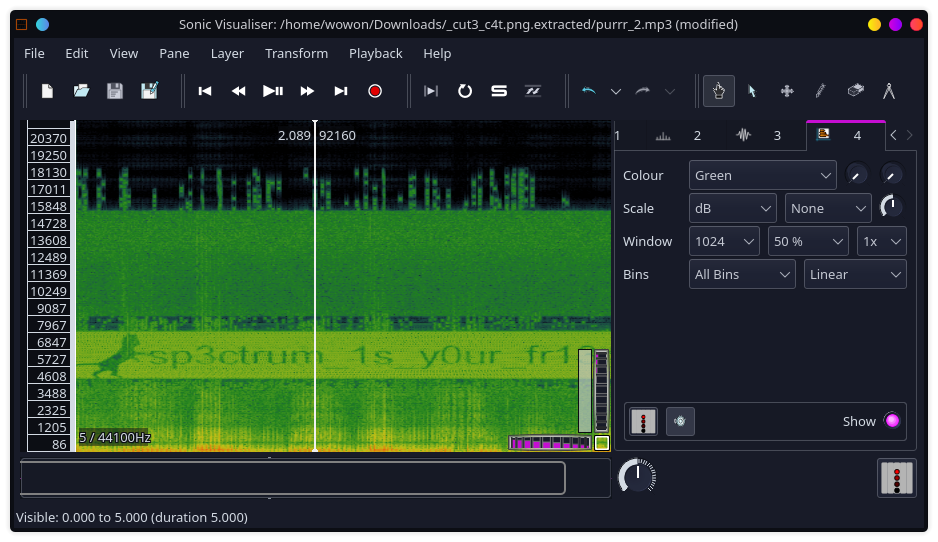 Sonic Visualiser: /home/wowon/Downloads/_cut3_c4t.png.extracted/purrr_2.mp3 (modified)
File Edit View Pane Layer Transform Playback Help
1 2 3 4
20370
19250
18130
17011
15848
14728
13608
12489
11369
10249
9087
7967
6847
5727
4608
3488
2325
1205
86
2.089 92160
sp3ctrum_1s_y0ur_fr1
5 / 44100Hz
Colour Green
Scale dB None
Window 1024 50 % 1x
Bins All Bins Linear
Show
Visible: 0.000 to 5.000 (duration 5.000)